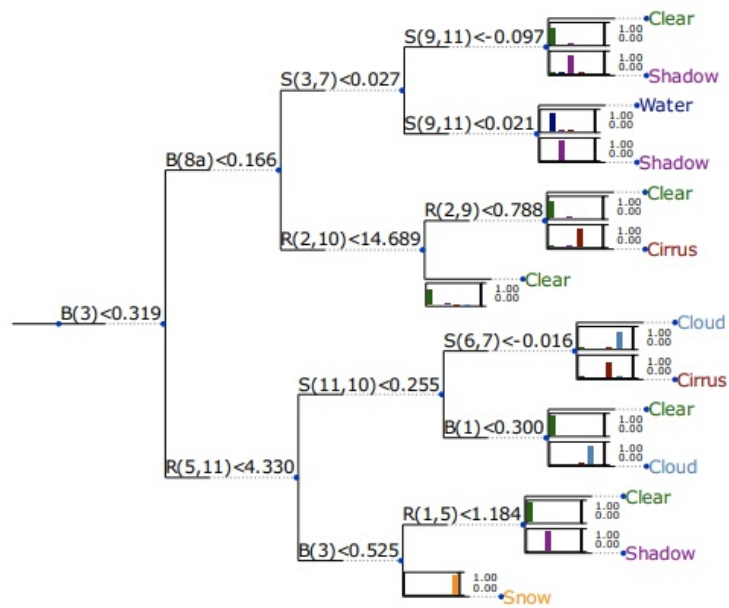 Clear
S(9,11)<-0.097
1.00
0.00
1.00
0.00
Shadow
S(3,7)<0.027
Water
S(9,11)<0.021
1.00
0.00
1.00
0.00
Shadow
B(8a)<0.166
Clear
R(2,9)<0.788
1.00
0.00
1.00
0.00
Cirrus
R(2,10)<14.689
Clear
1.00
0.00
B(3)<0.319
Cloud
S(6,7)<-0.016
1.00
0.00
1.00
0.00
Cirrus
S(11,10)<0.255
Clear
B(1)<0.300
1.00
0.00
1.00
0.00
Cloud
R(5,11)<4.330
Clear
R(1,5)<1.184
1.00
0.00
1.00
0.00
Shadow
B(3)<0.525
1.00
0.00
Snow